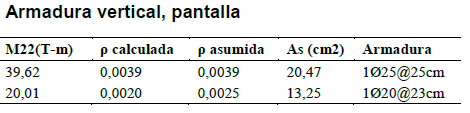 Armadura vertical, pantalla
M22(T-m) ρ calculada ρ asumida As (cm2) Armadura
39,62 0,0039 0,0039 20,47 1Ø25@25cm
20,01 0,0020 0,0025 13,25 1Ø20@23cm